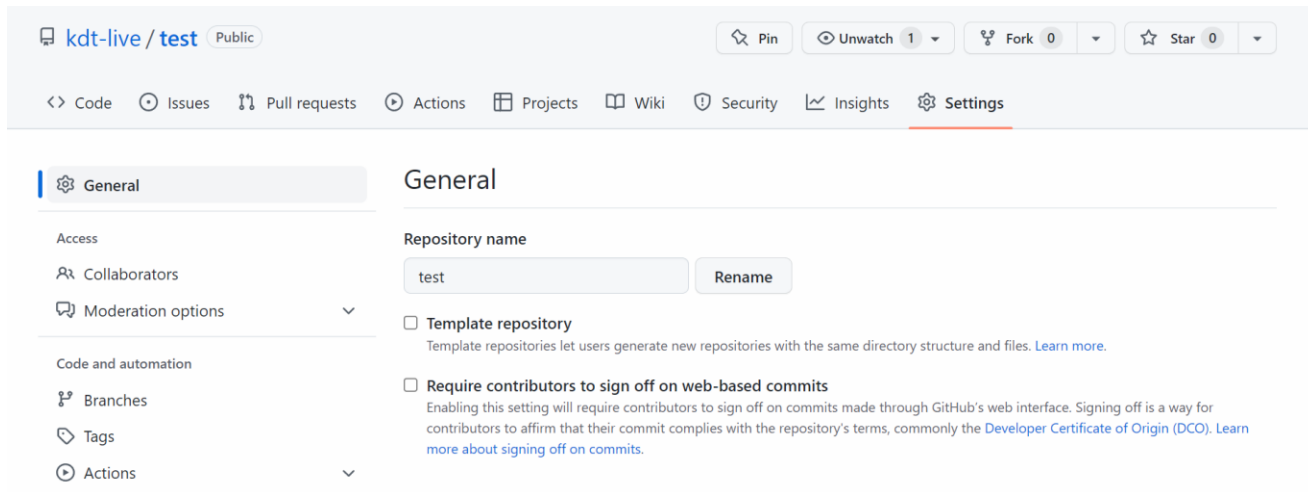 kdt-live / test Public
Pin
Unwatch 1
Fork 0
Star 0
Code
Issues
Pull requests
Actions
Projects
Wiki
Security
Insights
Settings
General
Access
Collaborators
Moderation options
Code and automation
Branches
Tags
Actions
General
Repository name
test
Rename
Template repository
Template repositories let users generate new repositories with the same directory structure and files. Learn more.
Require contributors to sign off on web-based commits
Enabling this setting will require contributors to sign off on commits made through GitHub's web interface. Signing off is a way for
contributors to affirm that their commit complies with the repository's terms, commonly the Developer Certificate of Origin (DCO). Learn
more about signing off on commits.